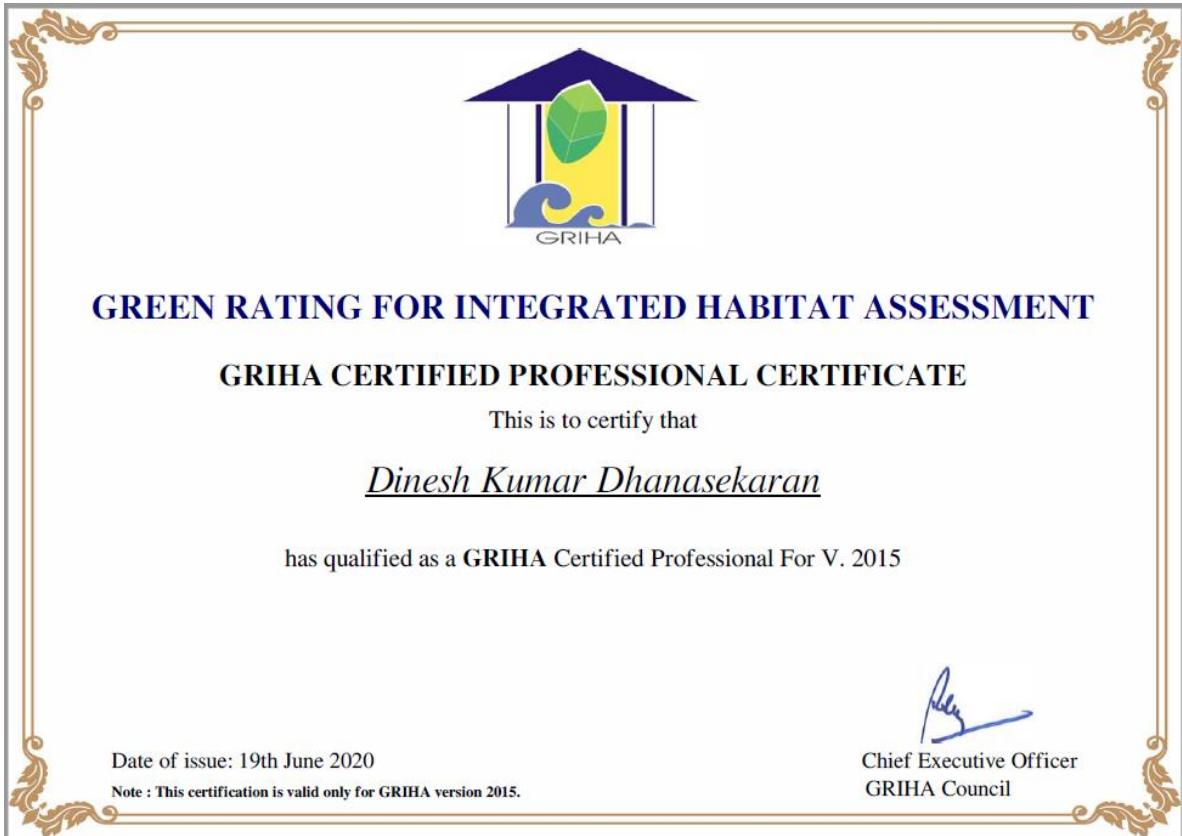 GRIHA
GREEN RATING FOR INTEGRATED HABITAT ASSESSMENT
GRIHA CERTIFIED PROFESSIONAL CERTIFICATE
This is to certify that
Dinesh Kumar Dhanasekaran
has qualified as a GRIHA Certified Professional For V. 2015
Date of issue: 19th June 2020
Note : This certification is valid only for GRIHA version 2015.
Chief Executive Officer
GRIHA Council